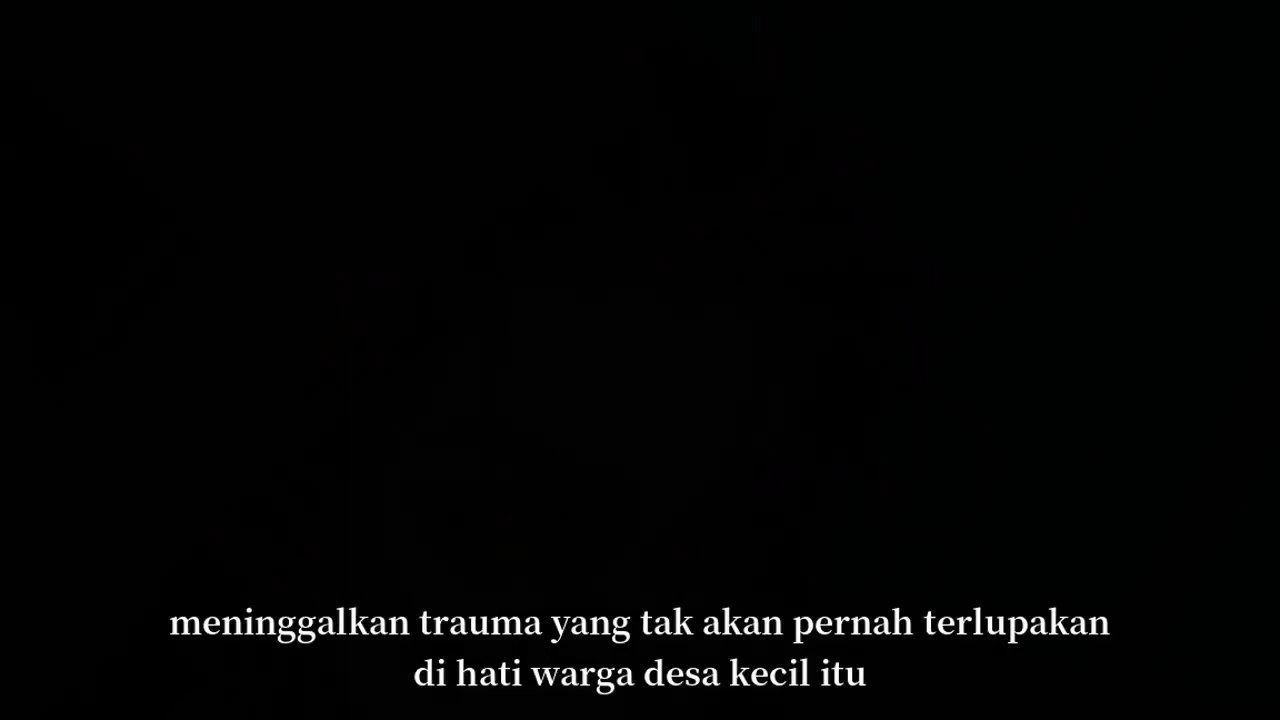 meninggalkan trauma yang tak akan pernah terlupakan
di hati warga desa kecil itu